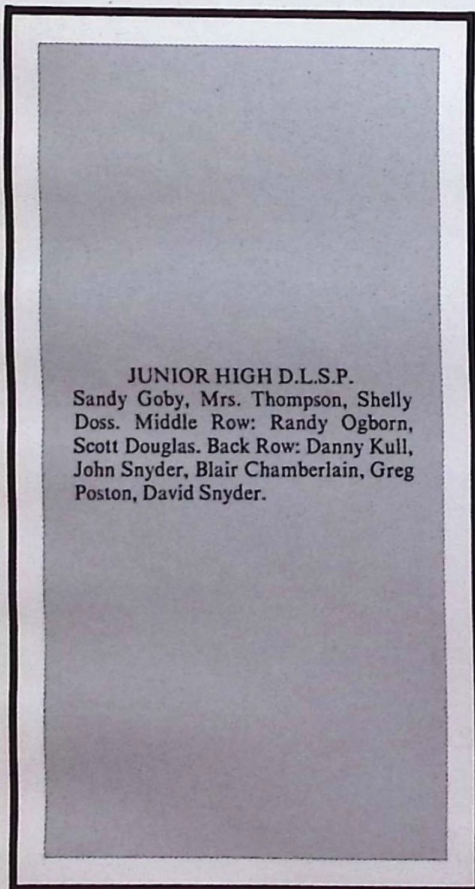 JUNIOR HIGH D.L.S.P.
Sandy Goby, Mrs. Thompson, Shelly
Doss. Middle Row: Randy Ogborn,
Scott Douglas. Back Row: Danny Kull,
John Snyder, Blair Chamberlain, Greg
Poston, David Snyder.